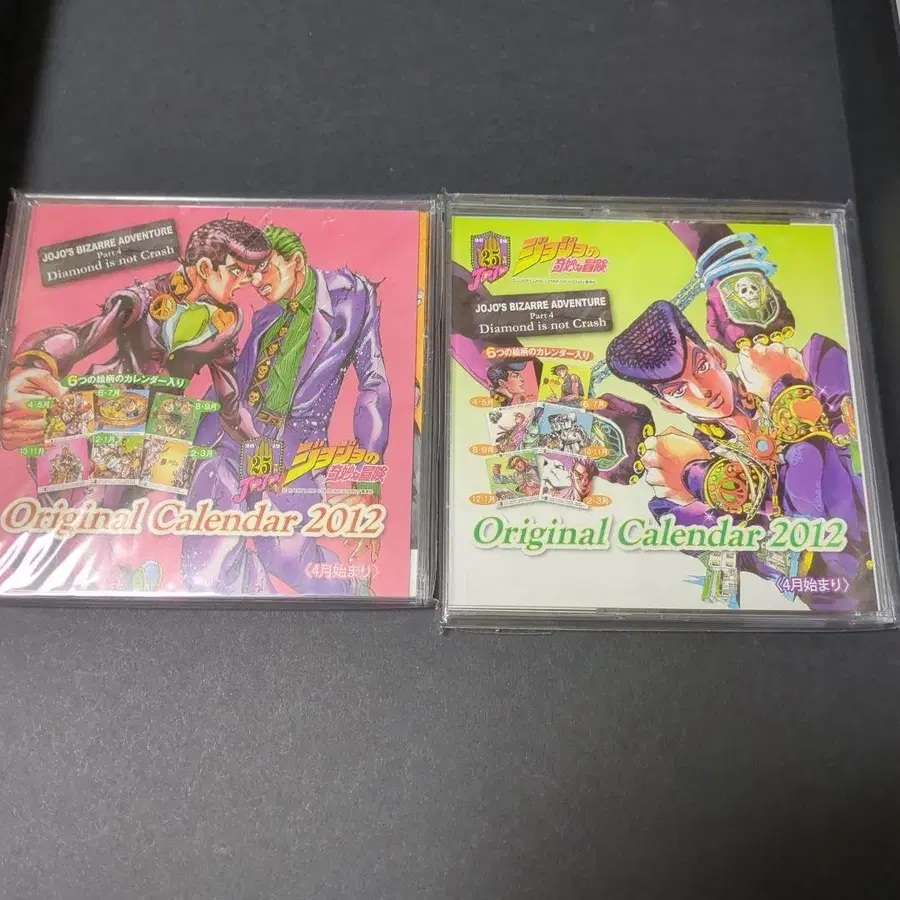 JOJO'S BIZARRE ADVENTURE
Part 4
Diamond is not Crash
6つの絵柄のカレンダー入り
4・5月
6・7月
8・9月
10・11月
12・1月
2・3月
25
ジョジョの
奇妙な冒険
Original Calendar 2012
〈4月始まり〉
25
ジョジョの
奇妙な冒険
JOJO'S BIZARRE ADVENTURE
Part 4
Diamond is not Crash
6つの絵柄のカレンダー入り
4・5月
8・9月
10・11月
12・1月
2・3月
Original Calendar 2012
〈4月始まり〉